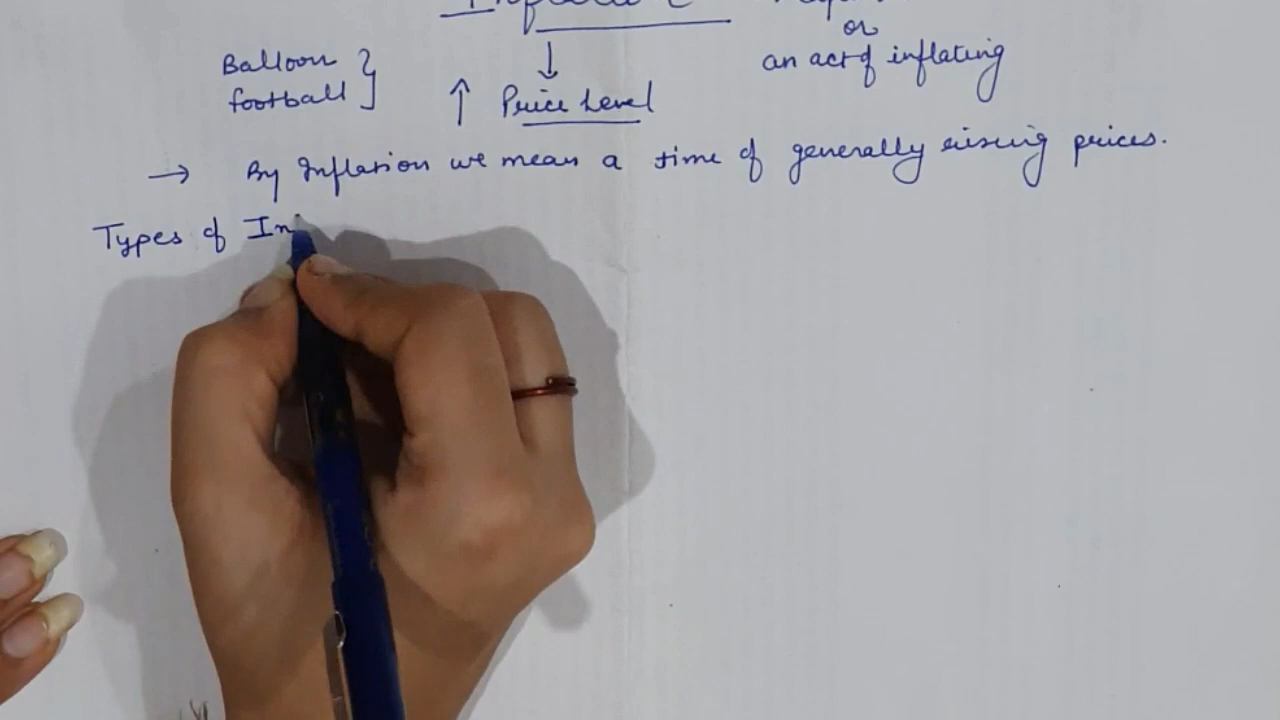 or
Balloon
football
an act of inflating
Price Level
By Inflation we mean a time of generally rising prices.
Types of In